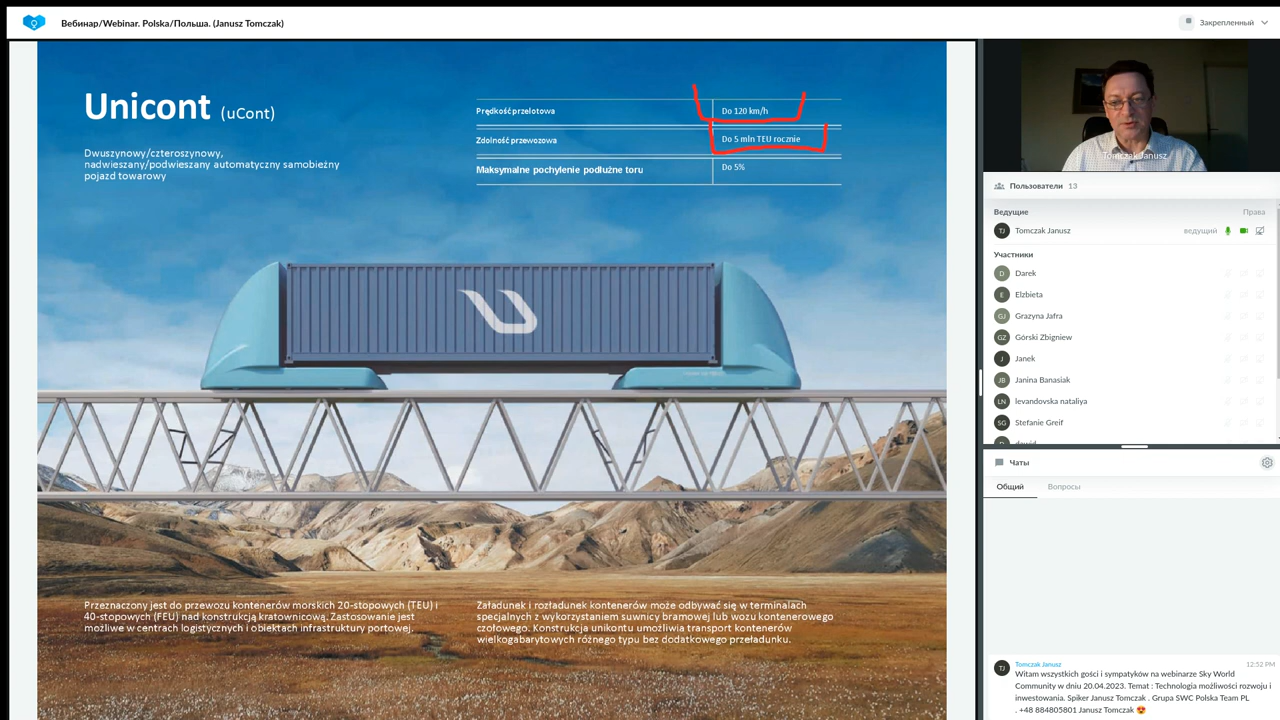 Вебинар/Webinar. Polska/Польша. (Janusz Tomczak)
Закрепленный
Unicont (uCont)
Dwuszynowy/czteroszynowy,
nadwieszany/podwieszany automatyczny samobieżny
pojazd towarowy
Prędkość przelotowa
Do 120 km/h
Zdolność przewozowa
Do 5 mln TEU rocznie
Maksymalne pochylenie podłużne toru
Do 5%
Przeznaczony jest do przewozu kontenerów morskich 20-stopowych (TEU) i
40-stopowych (FEU) nad konstrukcją kratownicową. Zastosowanie jest
możliwe w centrach logistycznych i obiektach infrastruktury portowej.
Załadunek i rozładunek kontenerów może odbywać się w terminalach
specjalnych z wykorzystaniem suwnicy bramowej lub wozu kontenerowego
czołowego. Konstrukcja unikontu umożliwia transport kontenerów
wielkogabarytowych różnego typu bez dodatkowego przeładunku.
Tomczak Janusz
Пользователи 13
Ведущие
Права
TJ Tomczak Janusz ведущий
Участники
D Darek
E Elzbieta
GJ Grazyna Jafra
GZ Górski Zbigniew
J Janek
JB Janina Banasiak
LN levandovska nataliya
SG Stefanie Greif
Чаты
Общий
Вопросы
TJ Tomczak Janusz 12:52 PM
Witam wszystkich gości i sympatyków na webinarze Sky World
Community w dniu 20.04.2023. Temat : Technologia możliwości rozwoju i
inwestowania. Spiker Janusz Tomczak . Grupa SWC Polska Team PL
. +48 884805801 Janusz Tomczak 😍